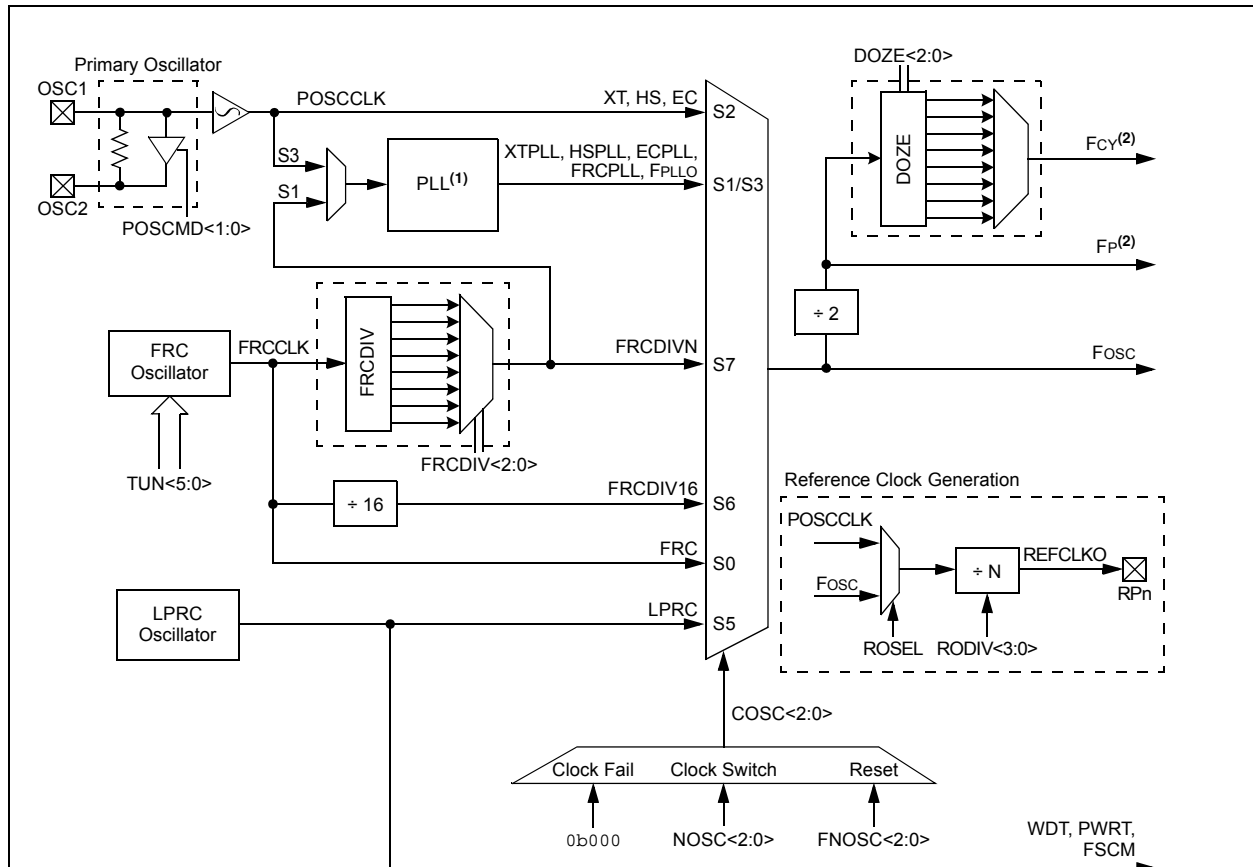 DOZE<2:0>
Primary Oscillator
OSC1
OSC2
POSCMD<1:0>
POSCCLK
XT, HS, EC
S2
S3
S1
PLL(1)
XTPLL, HSPLL, ECPLL,
FRCPLL, FPLLO
S1/S3
DOZE
FCY(2)
FP(2)
÷ 2
FOSC
FRC
Oscillator
TUN<5:0>
FRCCLK
FRCDIV
FRCDIV<2:0>
FRCDIVN
S7
÷ 16
FRCDIV16
S6
FRC
S0
LPRC
Oscillator
LPRC
S5
Reference Clock Generation
POSCCLK
FOSC
ROSEL
÷ N
RODIV<3:0>
REFCLKO
RPn
COSC<2:0>
Clock Fail
Clock Switch
Reset
0b000
NOSC<2:0>
FNOSC<2:0>
WDT, PWRT,
FSCM